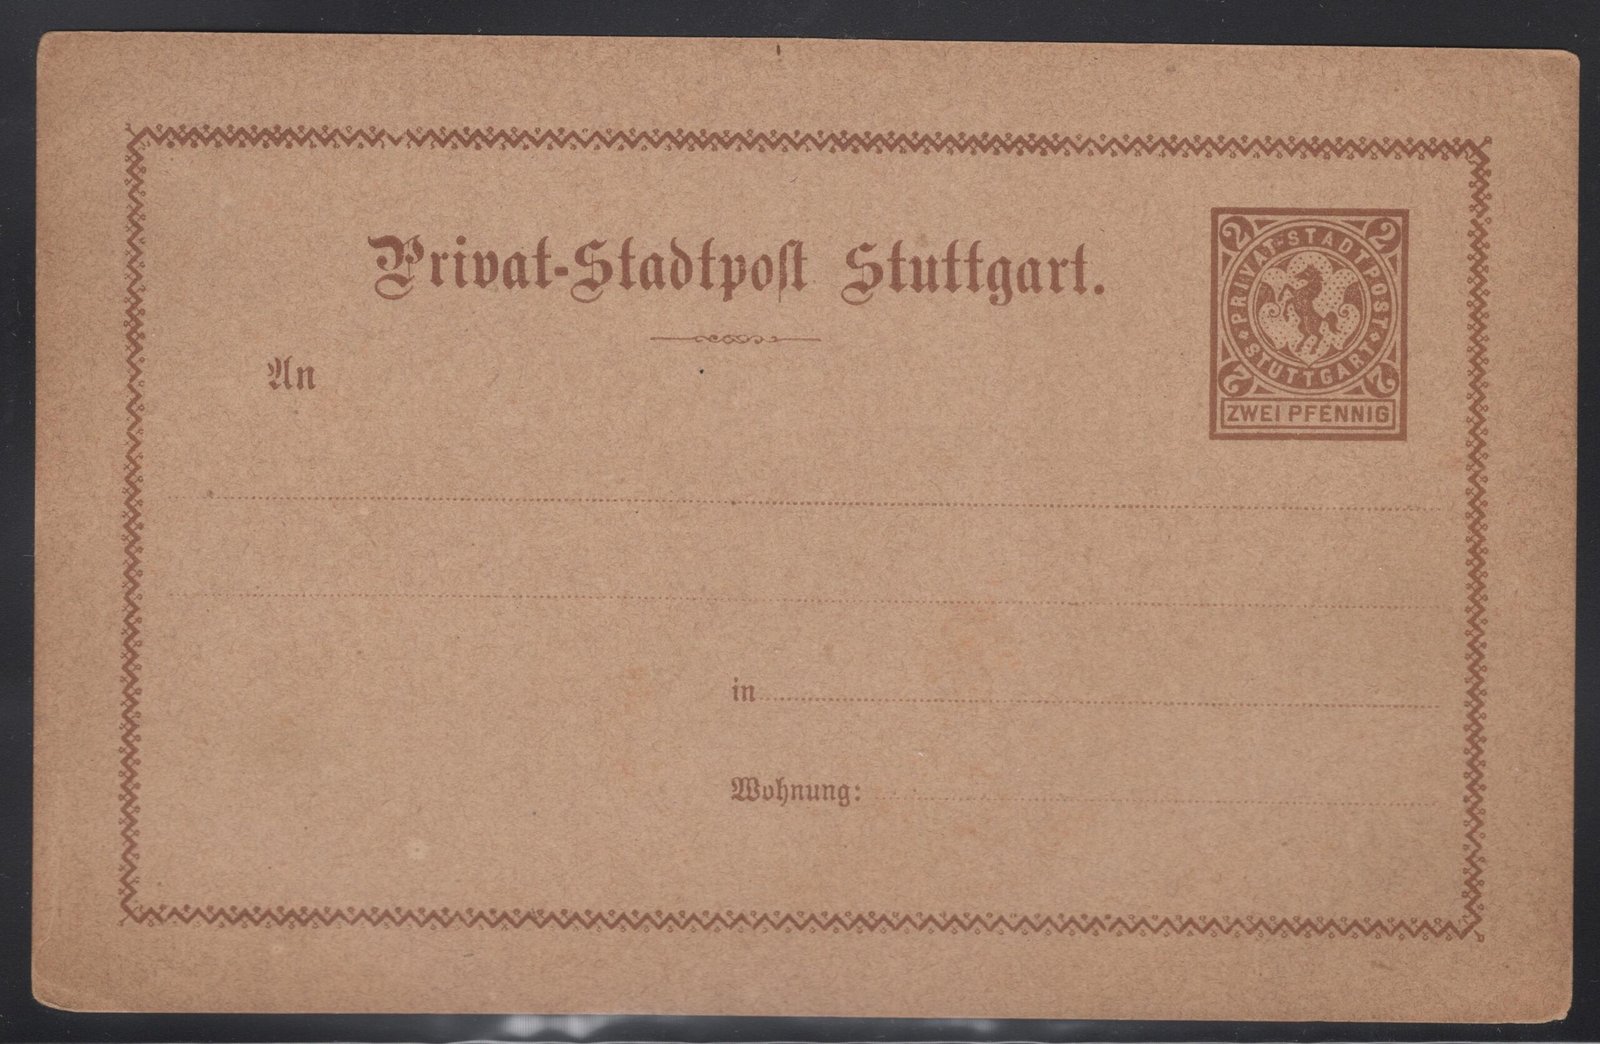 Privat-Stadtpost Stuttgart.
2 2
PRIVAT-STADTPOST
STUTTGART
2 2
ZWEI PFENNIG
An
in
Wohnung: